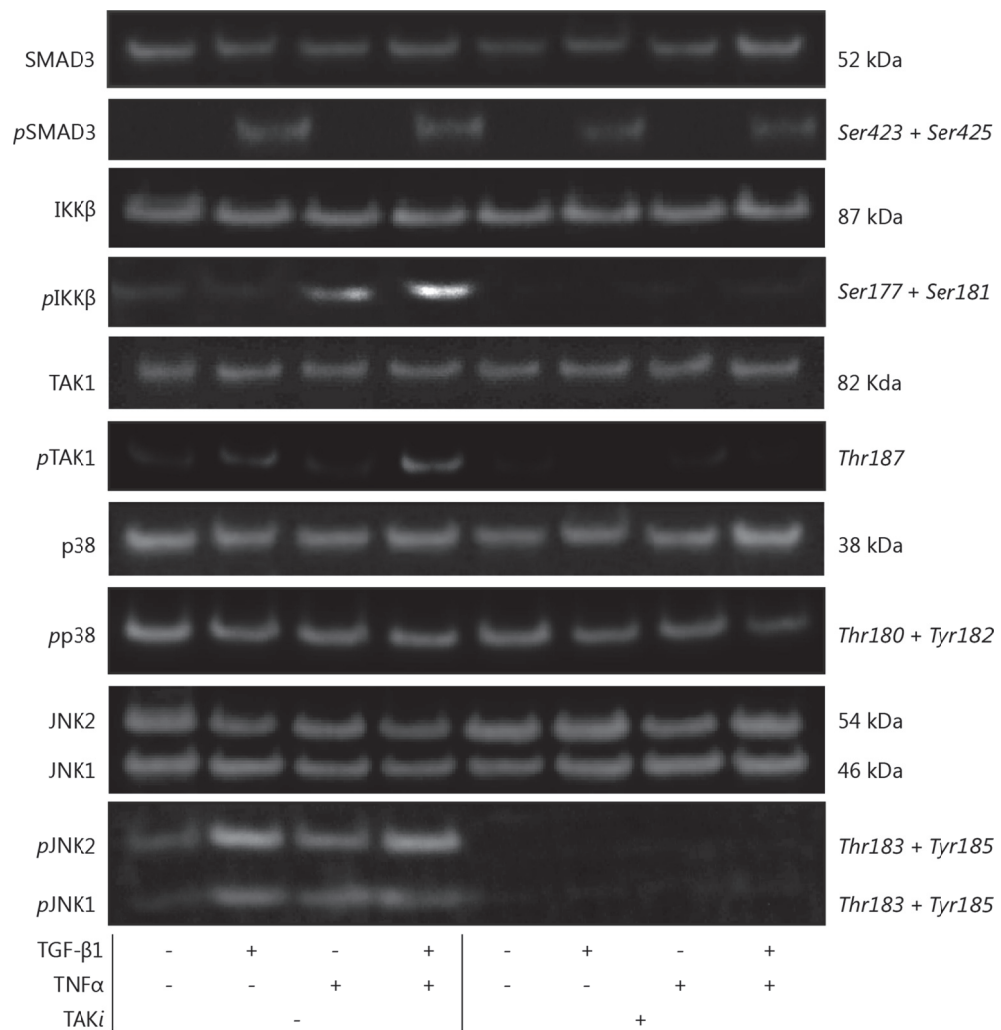 SMAD3 52 kDa
pSMAD3 Ser423 + Ser425
IKKβ 87 kDa
pIKKβ Ser177 + Ser181
TAK1 82 Kda
pTAK1 Thr187
p38 38 kDa
pp38 Thr180 + Tyr182
JNK2 54 kDa
JNK1 46 kDa
pJNK2 Thr183 + Tyr185
pJNK1 Thr183 + Tyr185
TGF-β1 - + - + - + - +
TNFα - - + + - - + +
TAKi - +